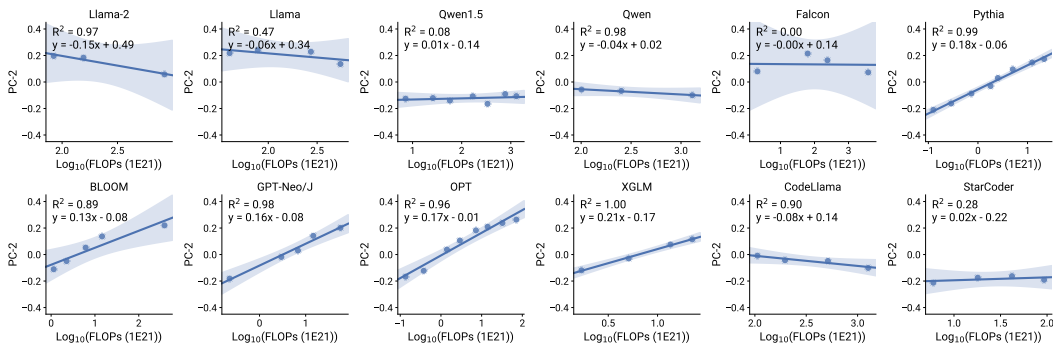 Llama-2
R² = 0.97
y = -0.15x + 0.49
PC-2
0.4
0.2
0.0
−0.2
−0.4
2.0 2.5
Log₁₀(FLOPs (1E21))
Llama
R² = 0.47
y = -0.06x + 0.34
PC-2
0.4
0.2
0.0
−0.2
−0.4
2.0 2.5
Log₁₀(FLOPs (1E21))
Qwen1.5
R² = 0.08
y = 0.01x - 0.14
PC-2
0.4
0.2
0.0
−0.2
−0.4
1 2 3
Log₁₀(FLOPs (1E21))
Qwen
R² = 0.98
y = -0.04x + 0.02
PC-2
0.4
0.2
0.0
−0.2
−0.4
2.0 2.5 3.0
Log₁₀(FLOPs (1E21))
Falcon
R² = 0.00
y = -0.00x + 0.14
PC-2
0.4
0.2
0.0
−0.2
−0.4
1 2 3
Log₁₀(FLOPs (1E21))
Pythia
R² = 0.99
y = 0.18x - 0.06
PC-2
0.4
0.2
0.0
−0.2
−0.4
−1 0 1
Log₁₀(FLOPs (1E21))
BLOOM
R² = 0.89
y = 0.13x - 0.08
PC-2
0.4
0.2
0.0
−0.2
−0.4
0 1 2
Log₁₀(FLOPs (1E21))
GPT-Neo/J
R² = 0.98
y = 0.16x - 0.08
PC-2
0.4
0.2
0.0
−0.2
−0.4
0 1
Log₁₀(FLOPs (1E21))
OPT
R² = 0.96
y = 0.17x - 0.01
PC-2
0.4
0.2
0.0
−0.2
−0.4
−1 0 1 2
Log₁₀(FLOPs (1E21))
XGLM
R² = 1.00
y = 0.21x - 0.17
PC-2
0.4
0.2
0.0
−0.2
−0.4
0.5 1.0
Log₁₀(FLOPs (1E21))
CodeLlama
R² = 0.90
y = -0.08x + 0.14
PC-2
0.4
0.2
0.0
−0.2
−0.4
2.0 2.5 3.0
Log₁₀(FLOPs (1E21))
StarCoder
R² = 0.28
y = 0.02x - 0.22
PC-2
0.4
0.2
0.0
−0.2
−0.4
1.0 1.5 2.0
Log₁₀(FLOPs (1E21))